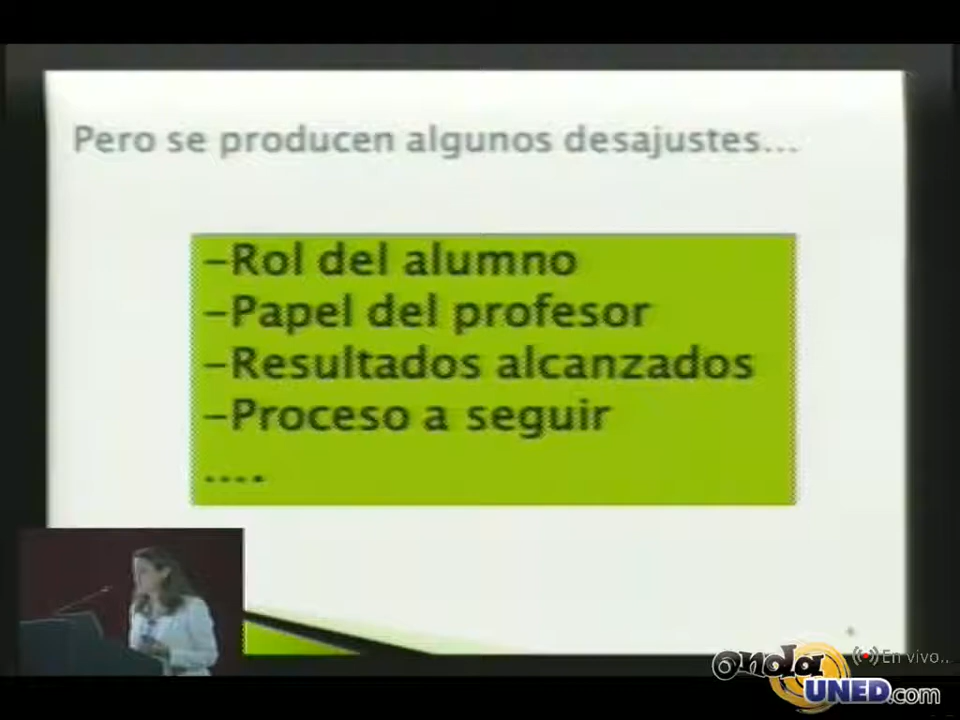 Pero se producen algunos desajustes...
-Rol del alumno
-Papel del profesor
-Resultados alcanzados
-Proceso a seguir
....
En vivo..
onda
UNED.com